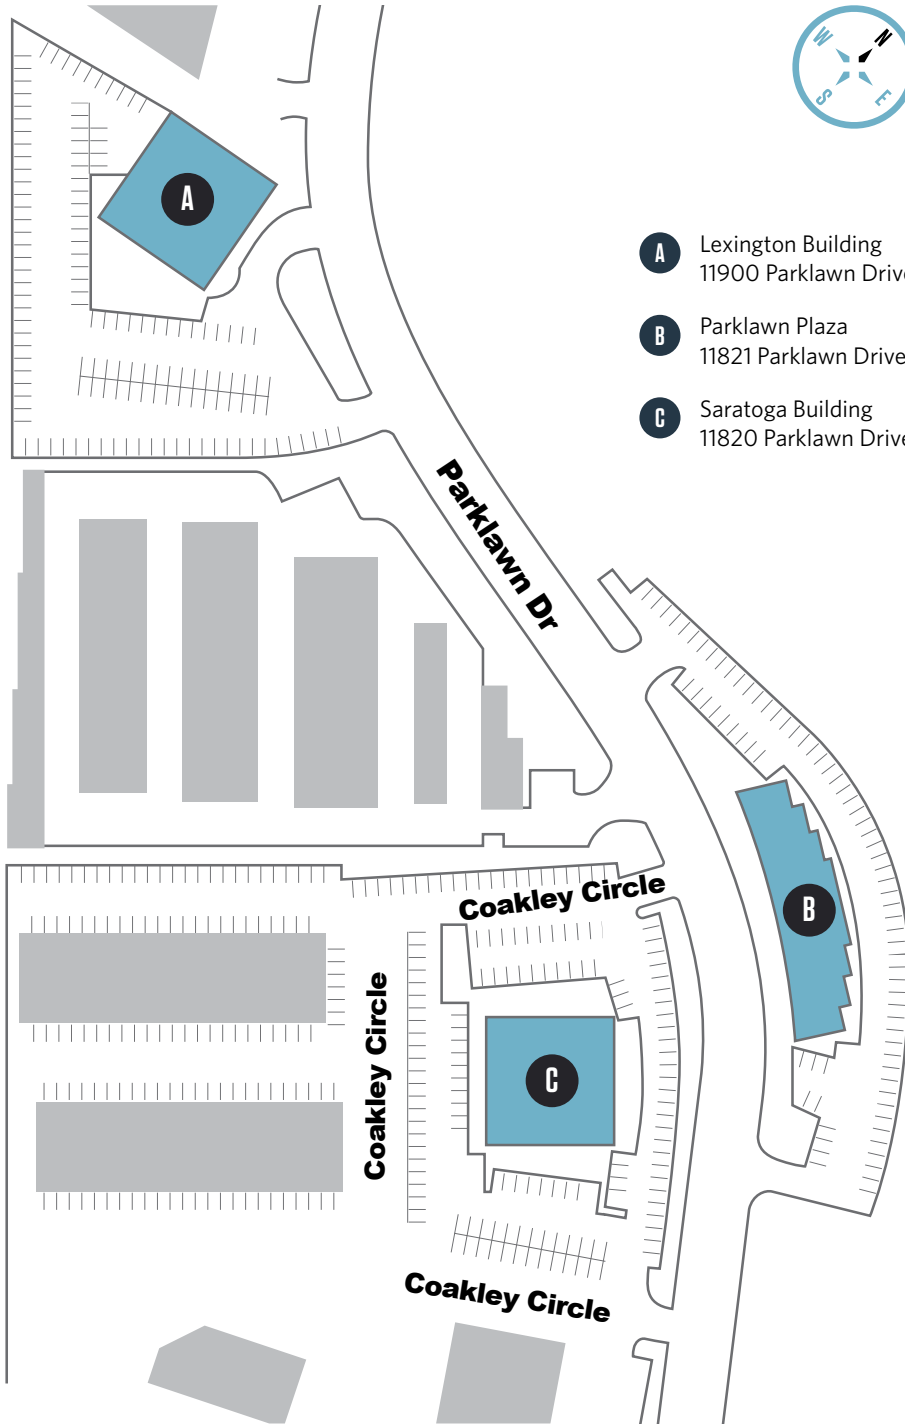 W
N
S
E
A
A
Lexington Building
11900 Parklawn Drive
B
Parklawn Plaza
11821 Parklawn Drive
C
Saratoga Building
11820 Parklawn Drive
Parklawn Dr
Coakley Circle
B
Coakley Circle
C
Coakley Circle